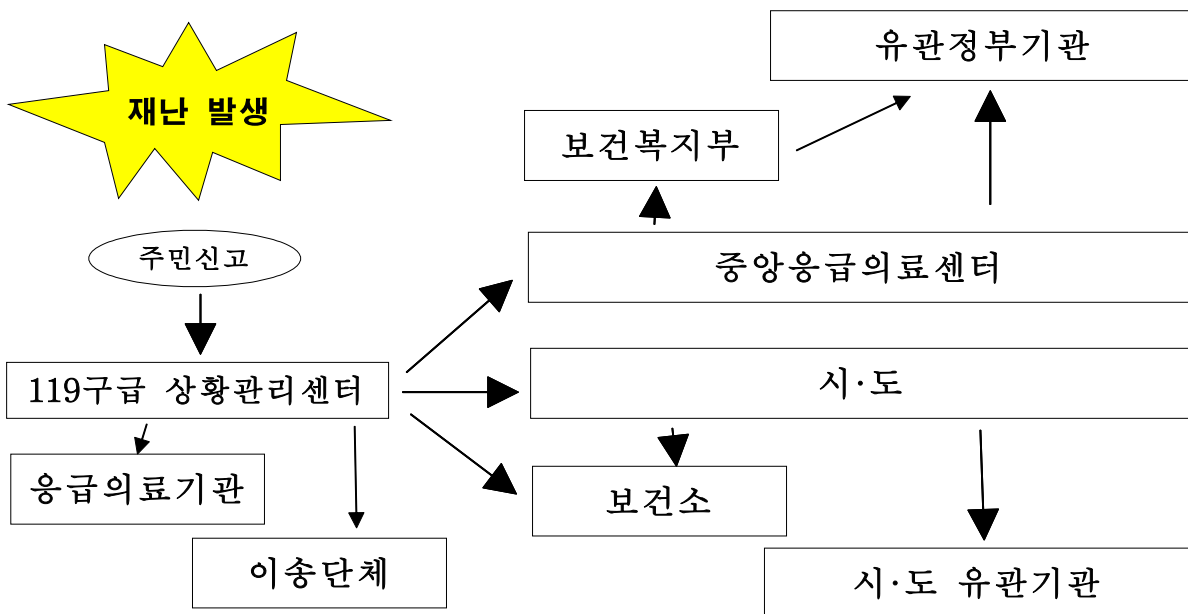 유관정부기관
재난 발생
보건복지부
주민신고
중앙응급의료센터
119구급 상황관리센터
시·도
응급의료기관
보건소
이송단체
시·도 유관기관